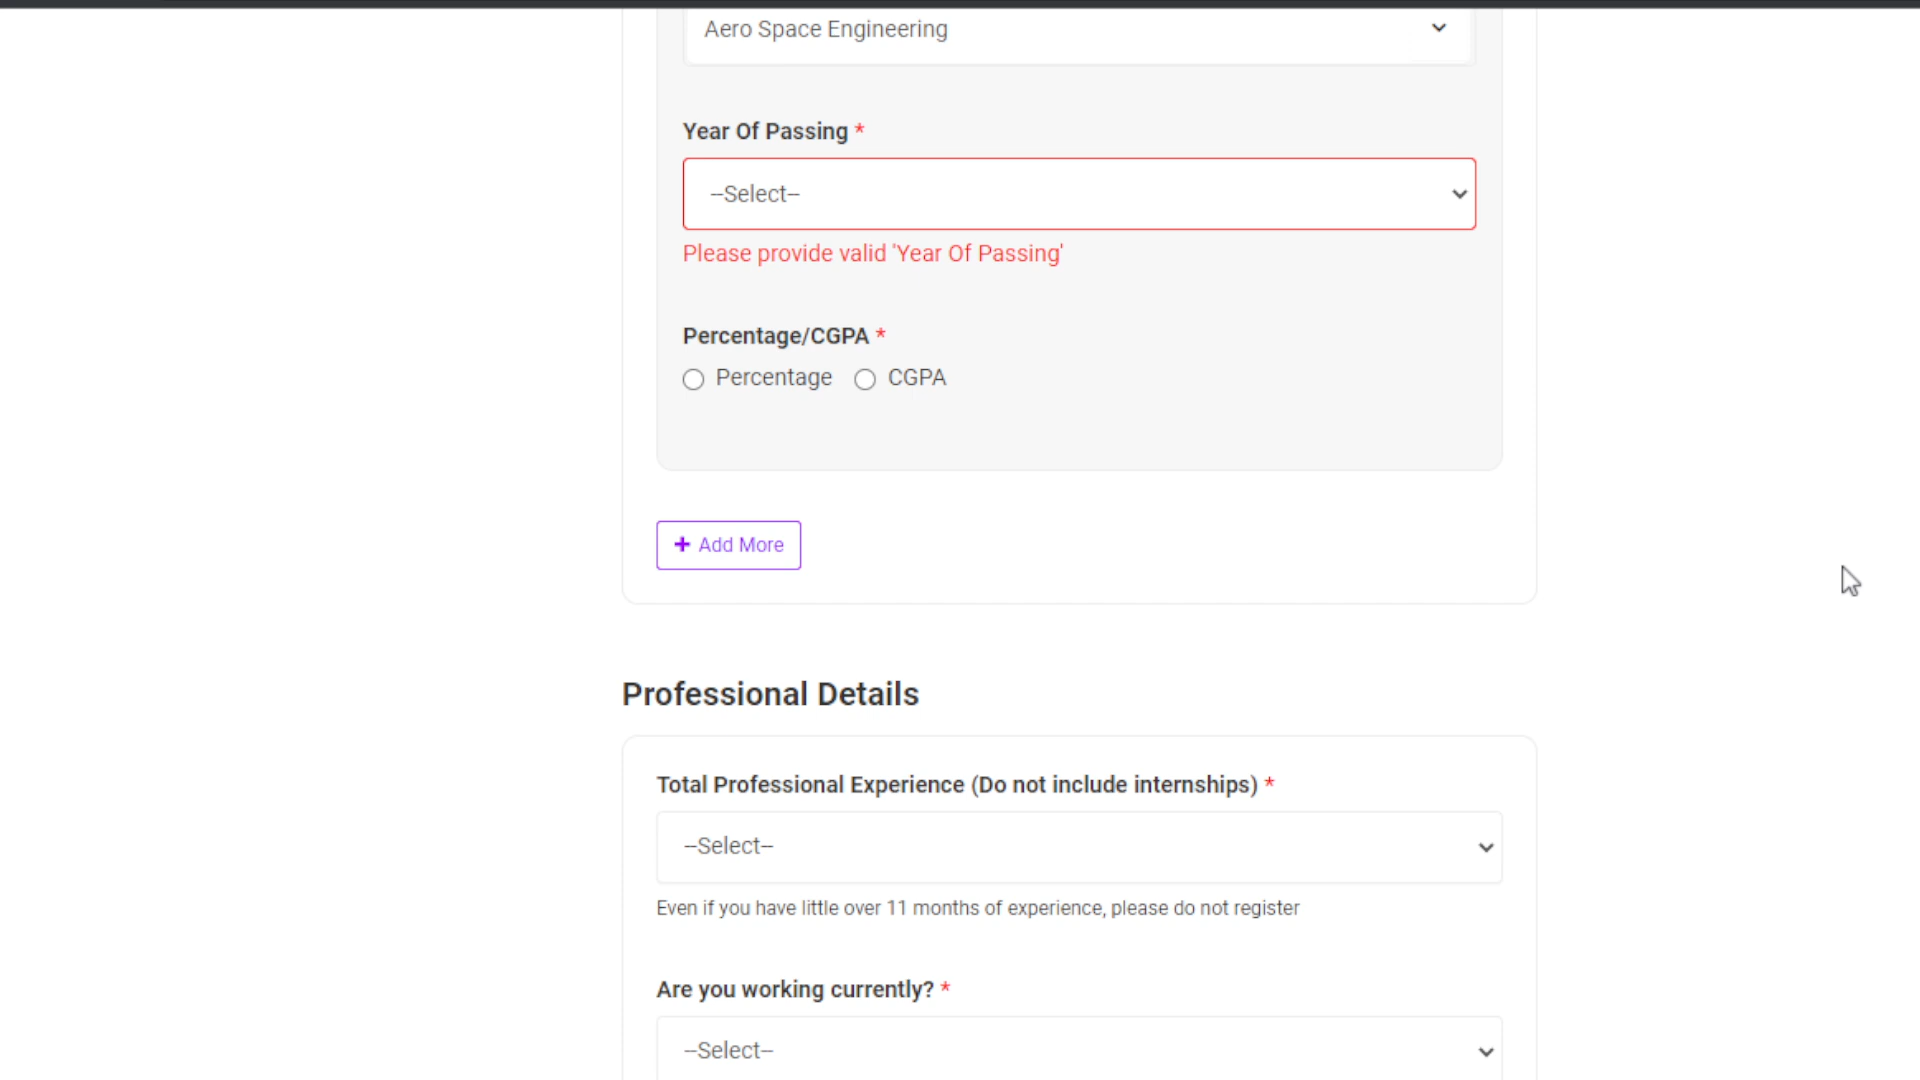 Aero Space Engineering
Year Of Passing *
--Select--
Please provide valid 'Year Of Passing'
Percentage/CGPA *
Percentage CGPA
+ Add More
Professional Details
Total Professional Experience (Do not include internships) *
--Select--
Even if you have little over 11 months of experience, please do not register
Are you working currently? *
--Select--